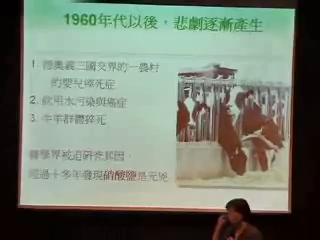 1960年代以後，悲劇逐漸產生
1. 德奧義三國交界的一農村
的嬰兒猝死症
2. 飲用水污染與癌症
3. 牛羊群體猝死
醫學界被迫研究原因，
經過十多年發現硝酸鹽是元兇